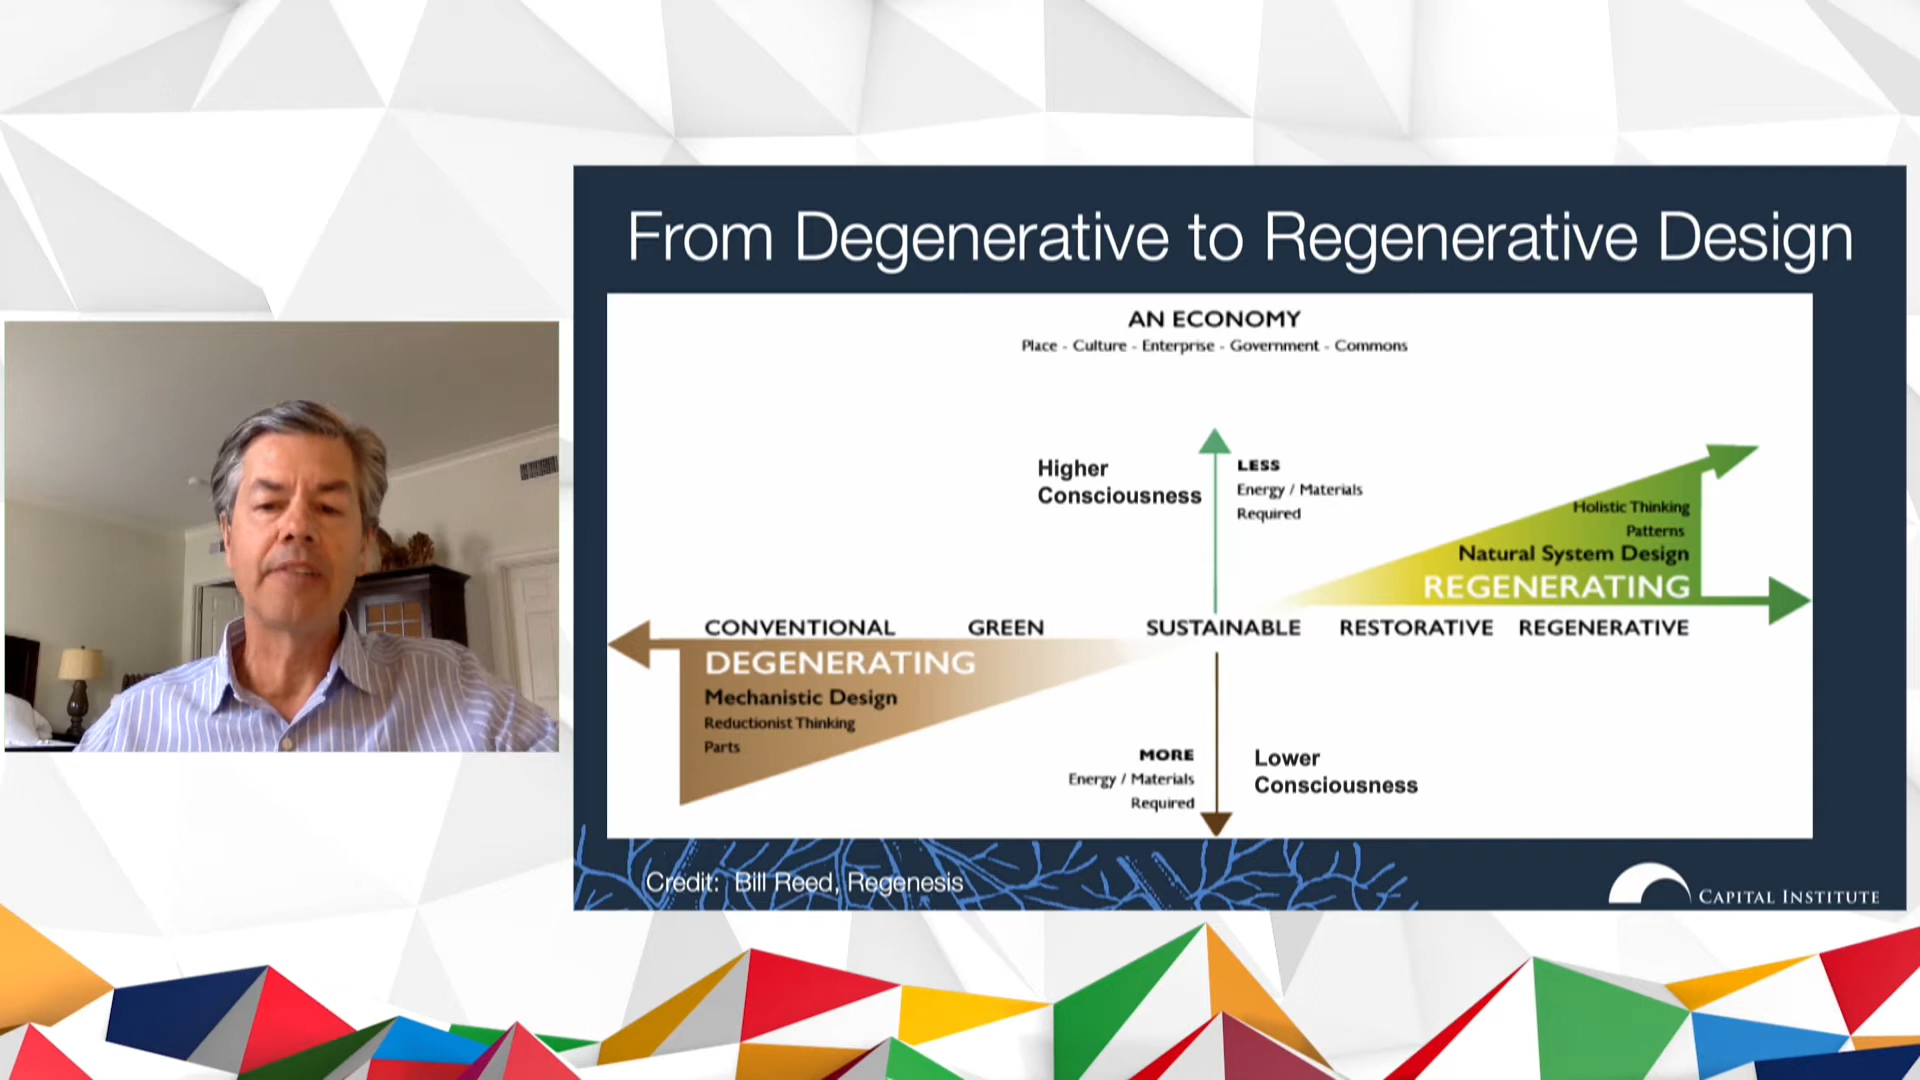 From Degenerative to Regenerative Design
AN ECONOMY
Place - Culture - Enterprise - Government - Commons
Higher
Consciousness
LESS
Energy / Materials
Required
Holistic Thinking
Patterns
Natural System Design
REGENERATING
CONVENTIONAL
GREEN
SUSTAINABLE
RESTORATIVE
REGENERATIVE
DEGENERATING
Mechanistic Design
Reductionist Thinking
Parts
MORE
Energy / Materials
Required
Lower
Consciousness
Credit: Bill Reed, Regenesis
CAPITAL INSTITUTE